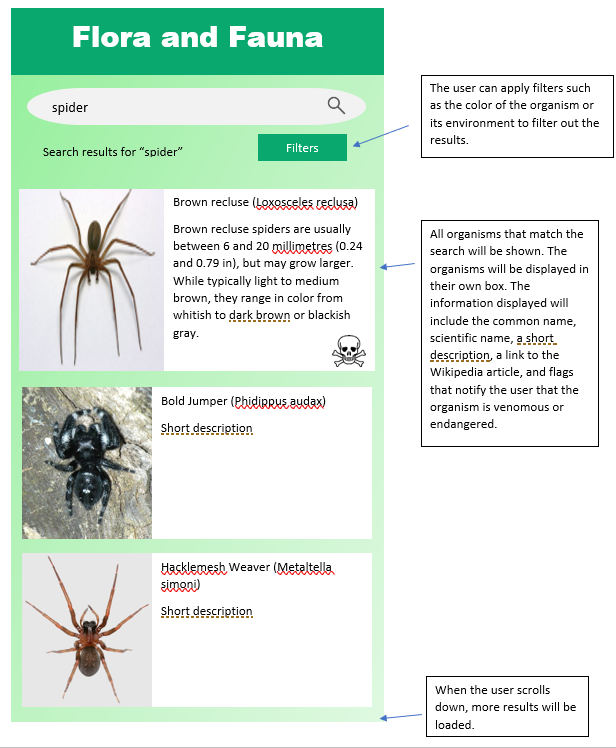 Flora and Fauna
spider
Search results for “spider”
Filters
The user can apply filters such
as the color of the organism or
its environment to filter out the
results.
Brown recluse (Loxosceles reclusa)
Brown recluse spiders are usually
between 6 and 20 millimetres (0.24
and 0.79 in), but may grow larger.
While typically light to medium
brown, they range in color from
whitish to dark brown or blackish
gray.
All organisms that match the
search will be shown. The
organisms will be displayed in
their own box. The
information displayed will
include the common name,
scientific name, a short
description, a link to the
Wikipedia article, and flags
that notify the user that the
organism is venomous or
endangered.
Bold Jumper (Phidippus audax)
Short description
Hacklemesh Weaver (Metaltella
simoni)
Short description
When the user scrolls
down, more results will be
loaded.